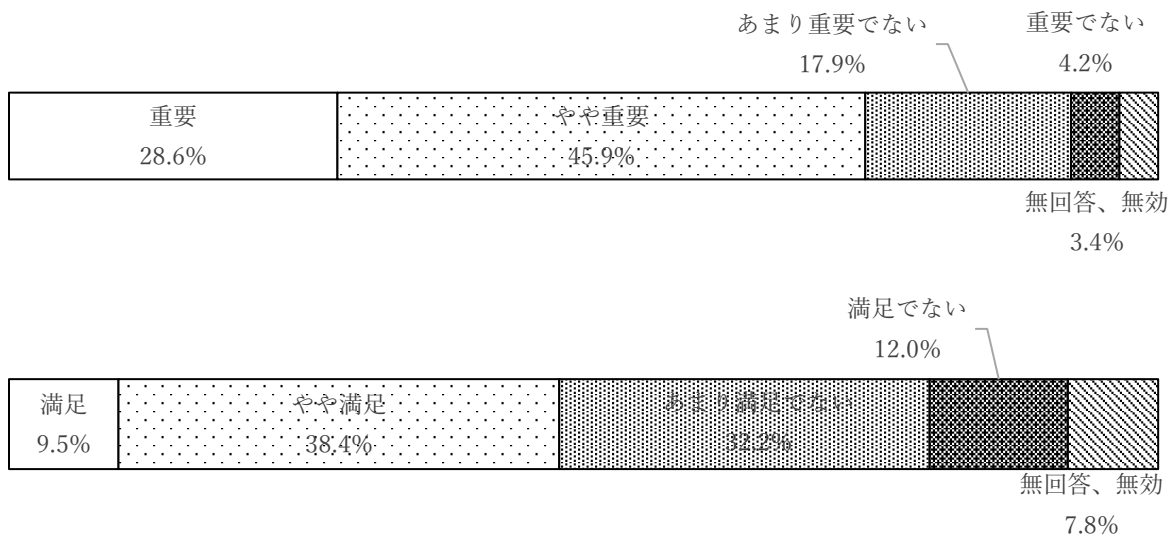 あまり重要でない
17.9%
重要でない
4.2%
重要
28.6%
やや重要
45.9%
無回答、無効
3.4%
満足でない
12.0%
満足
9.5%
やや満足
38.4%
あまり満足でない
32.2%
無回答、無効
7.8%